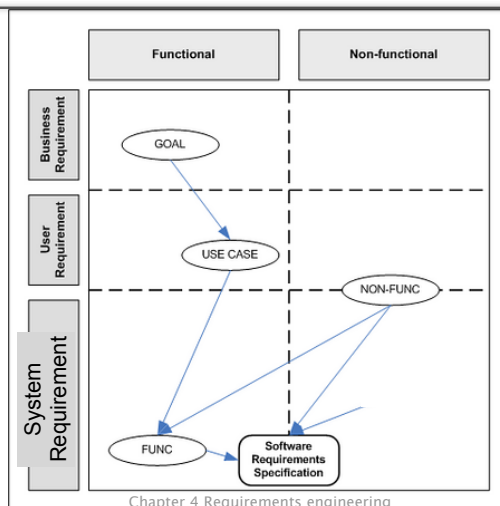 Functional
Non-functional
Business
Requirement
GOAL
User
Requirement
USE CASE
NON-FUNC
System
Requirement
FUNC
Software
Requirements
Specification
Chapter 4 Requirements engineering